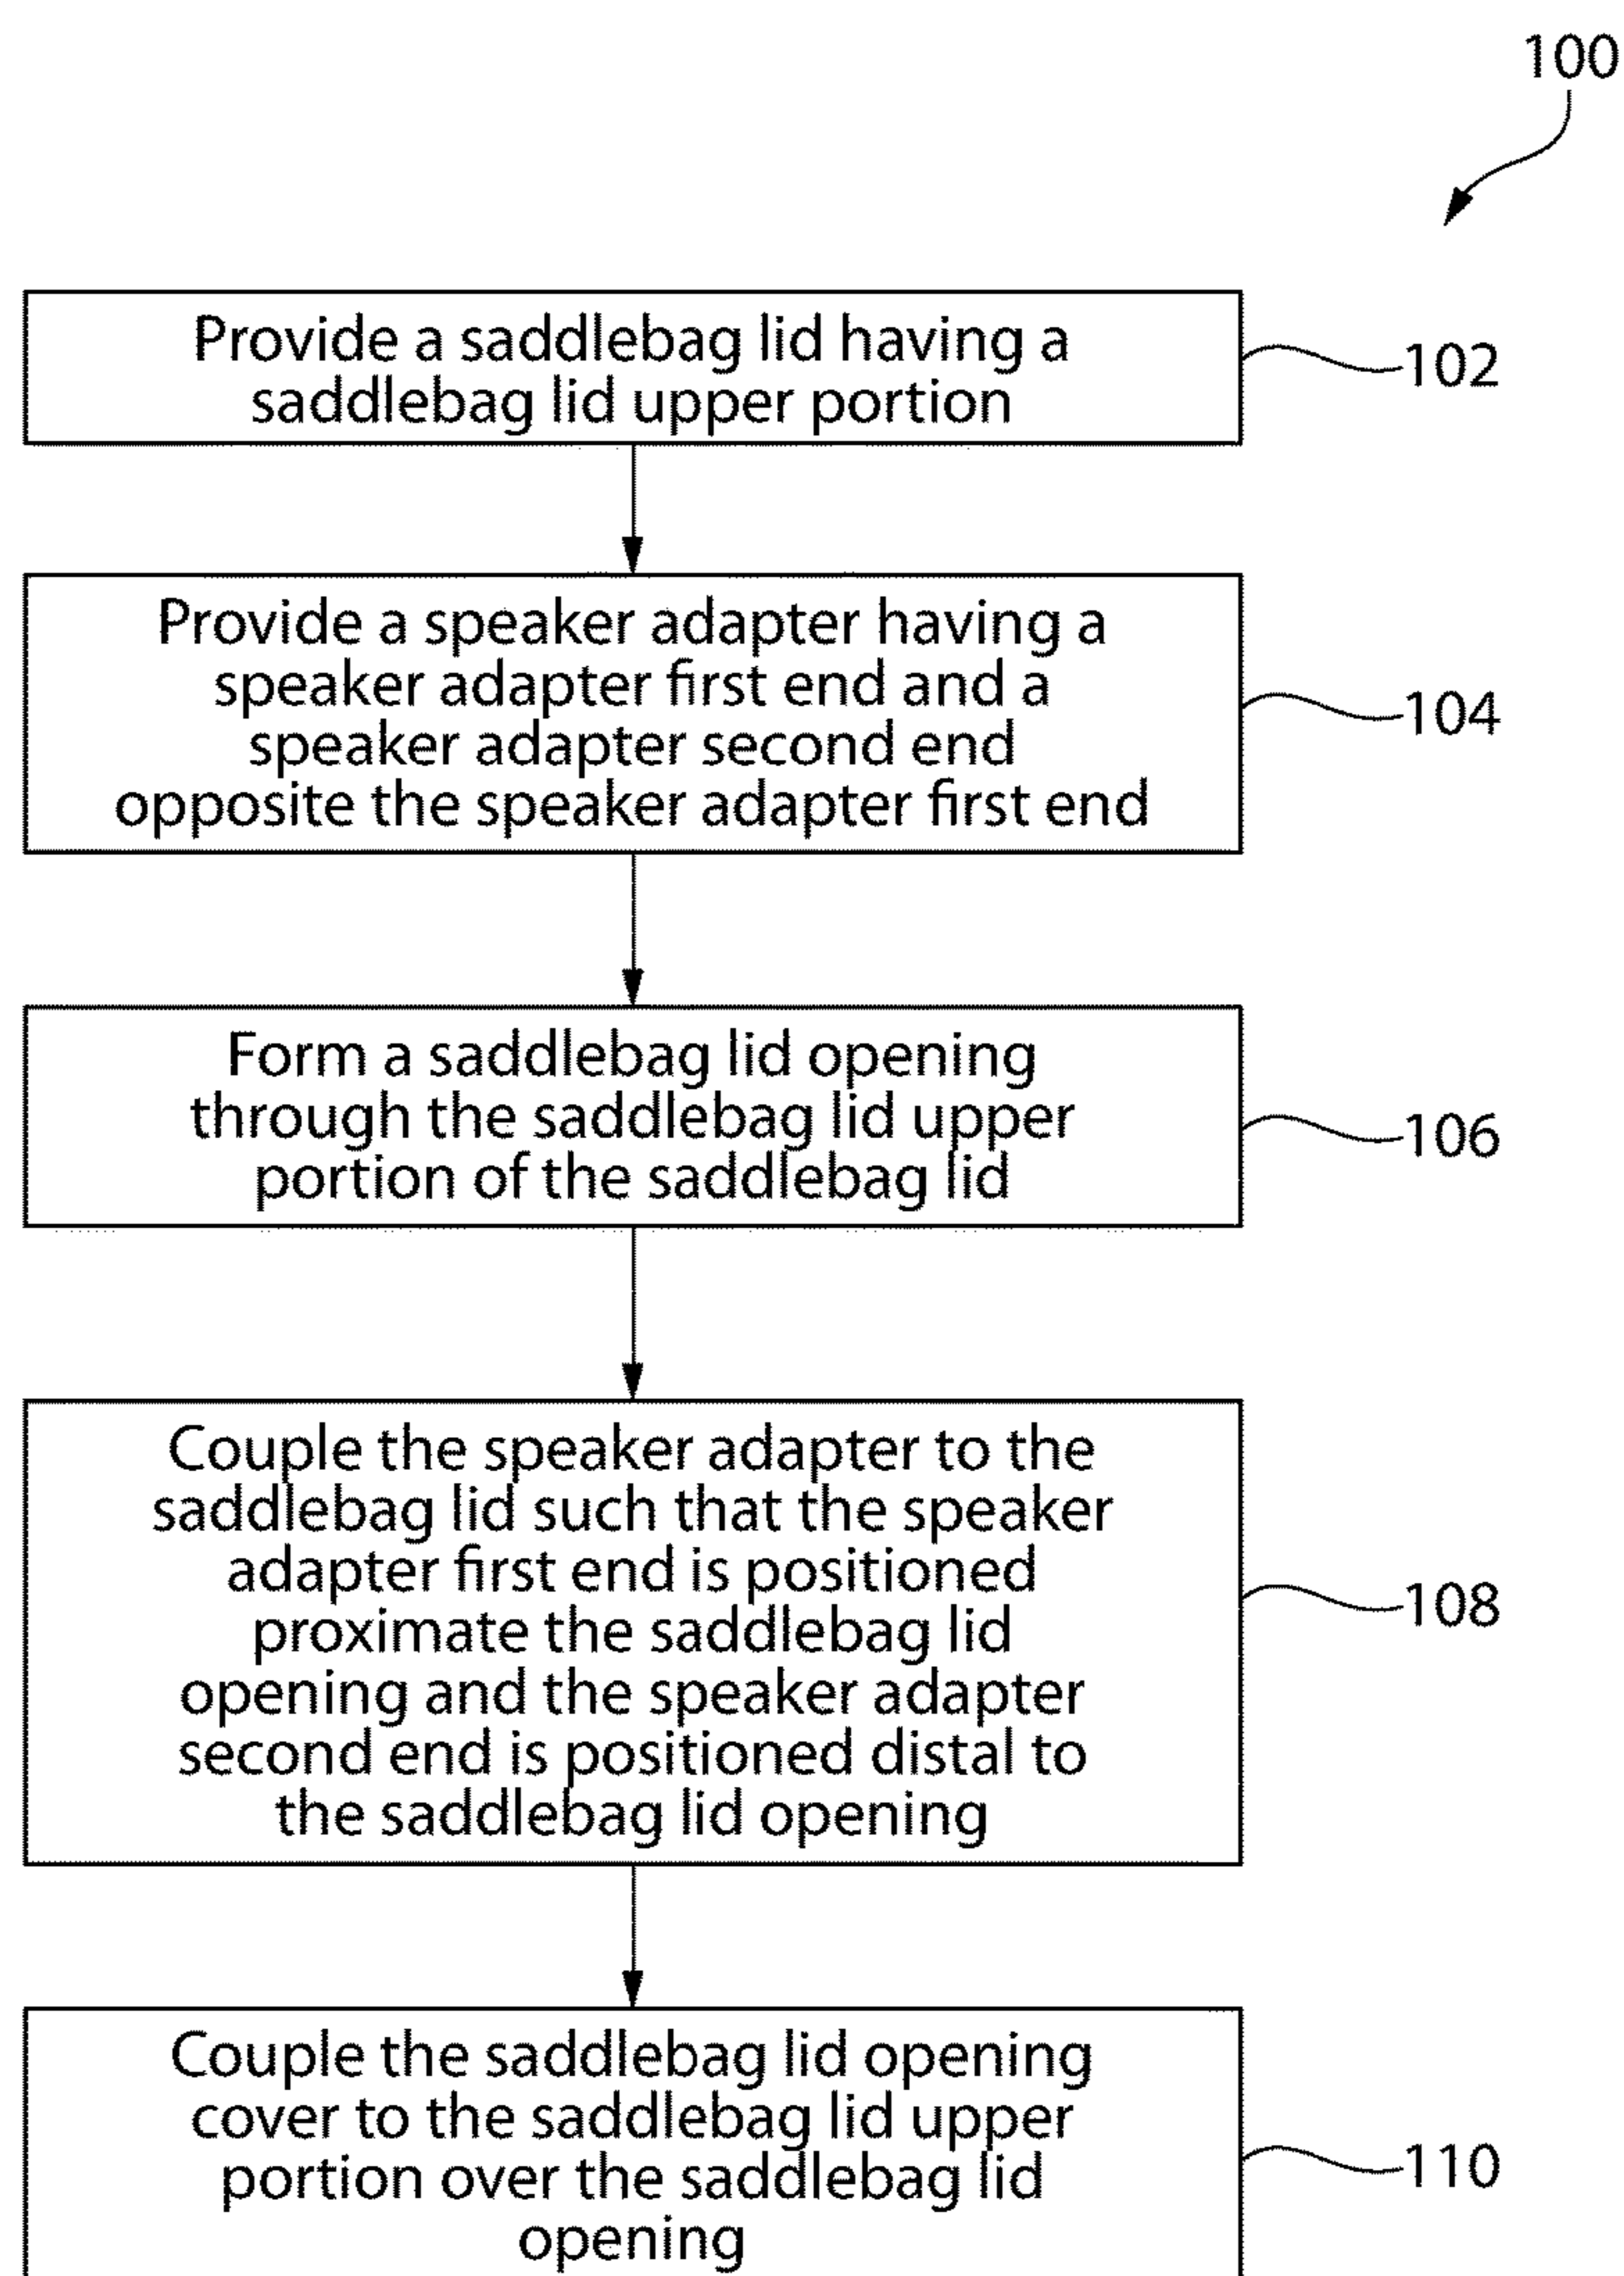 100
Provide a saddlebag lid having a
saddlebag lid upper portion
102
Provide a speaker adapter having a
speaker adapter first end and a
speaker adapter second end
opposite the speaker adapter first end
104
Form a saddlebag lid opening
through the saddlebag lid upper
portion of the saddlebag lid
106
Couple the speaker adapter to the
saddlebag lid such that the speaker
adapter first end is positioned
proximate the saddlebag lid
opening and the speaker adapter
second end is positioned distal to
the saddlebag lid opening
108
Couple the saddlebag lid opening
cover to the saddlebag lid upper
portion over the saddlebag lid
opening
110